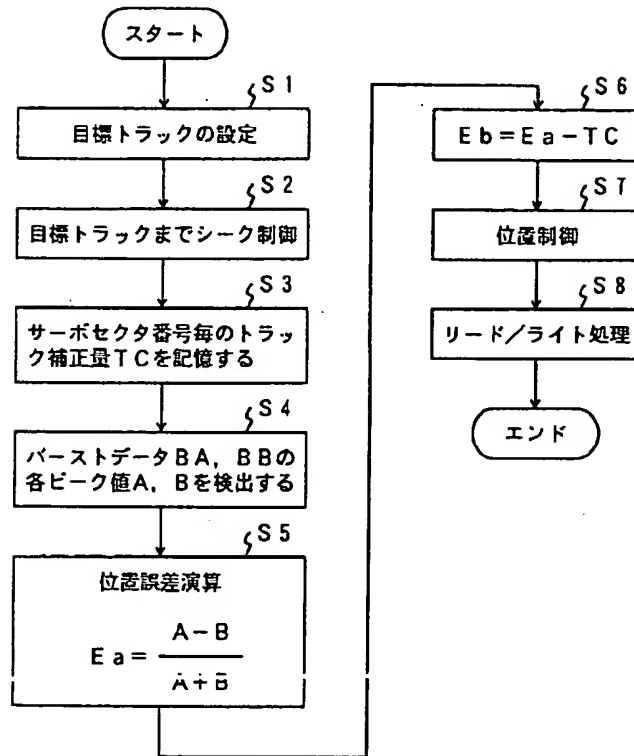 スタート
S1
目標トラックの設定
S2
目標トラックまでシーク制御
S3
サーボセクタ番号毎のトラッ
ク補正量TCを記憶する
S4
バーストデータBA，BBの
各ピーク値A，Bを検出する
S5
位置誤差演算
Ea=
A-B
A+B
S6
Eb=Ea-TC
S7
位置制御
S8
リード／ライト処理
エンド